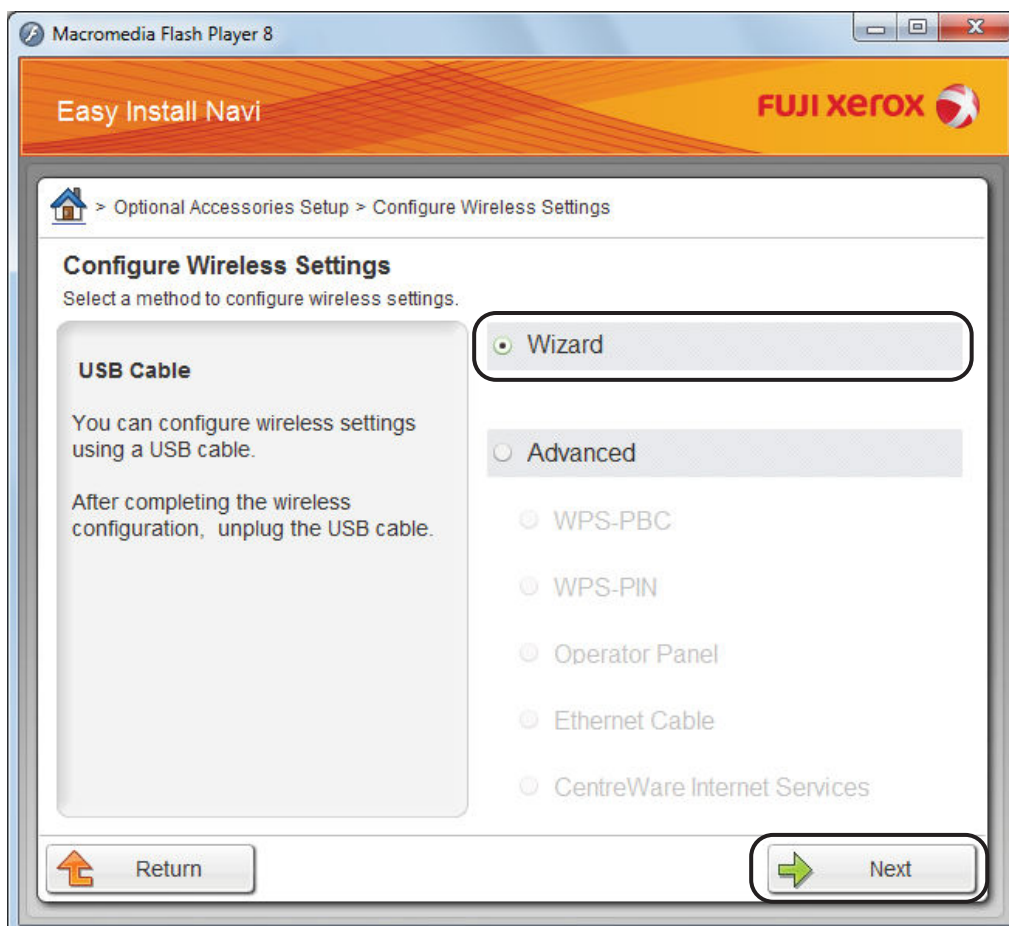 Macromedia Flash Player 8
Easy Install Navi
FUJI xerox
> Optional Accessories Setup > Configure Wireless Settings
Configure Wireless Settings
Select a method to configure wireless settings.
USB Cable
You can configure wireless settings
using a USB cable.
After completing the wireless
configuration, unplug the USB cable.
Wizard
Advanced
WPS-PBC
WPS-PIN
Operator Panel
Ethernet Cable
CentreWare Internet Services
Return
Next